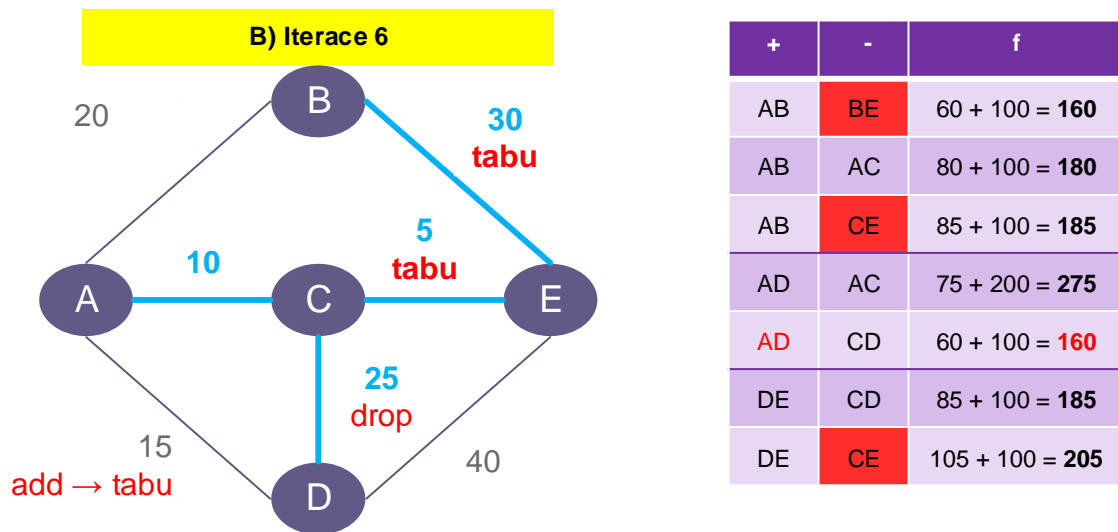 B) Iterace 6
B
20
30
tabu
5
tabu
10
A
C
E
25
drop
15
add → tabu
40
D
+ - f
AB BE 60 + 100 = 160
AB AC 80 + 100 = 180
AB CE 85 + 100 = 185
AD AC 75 + 200 = 275
AD CD 60 + 100 = 160
DE CD 85 + 100 = 185
DE CE 105 + 100 = 205